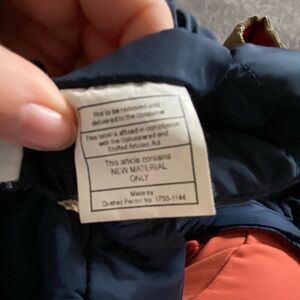 Not to be removed until
delivered to the consumer
This label is affixed in compliance
with the Upholstered and
Stuffed Articles Act
This article contains
NEW MATERIAL
ONLY
Made by
Quebec Permit No. 1750-1144